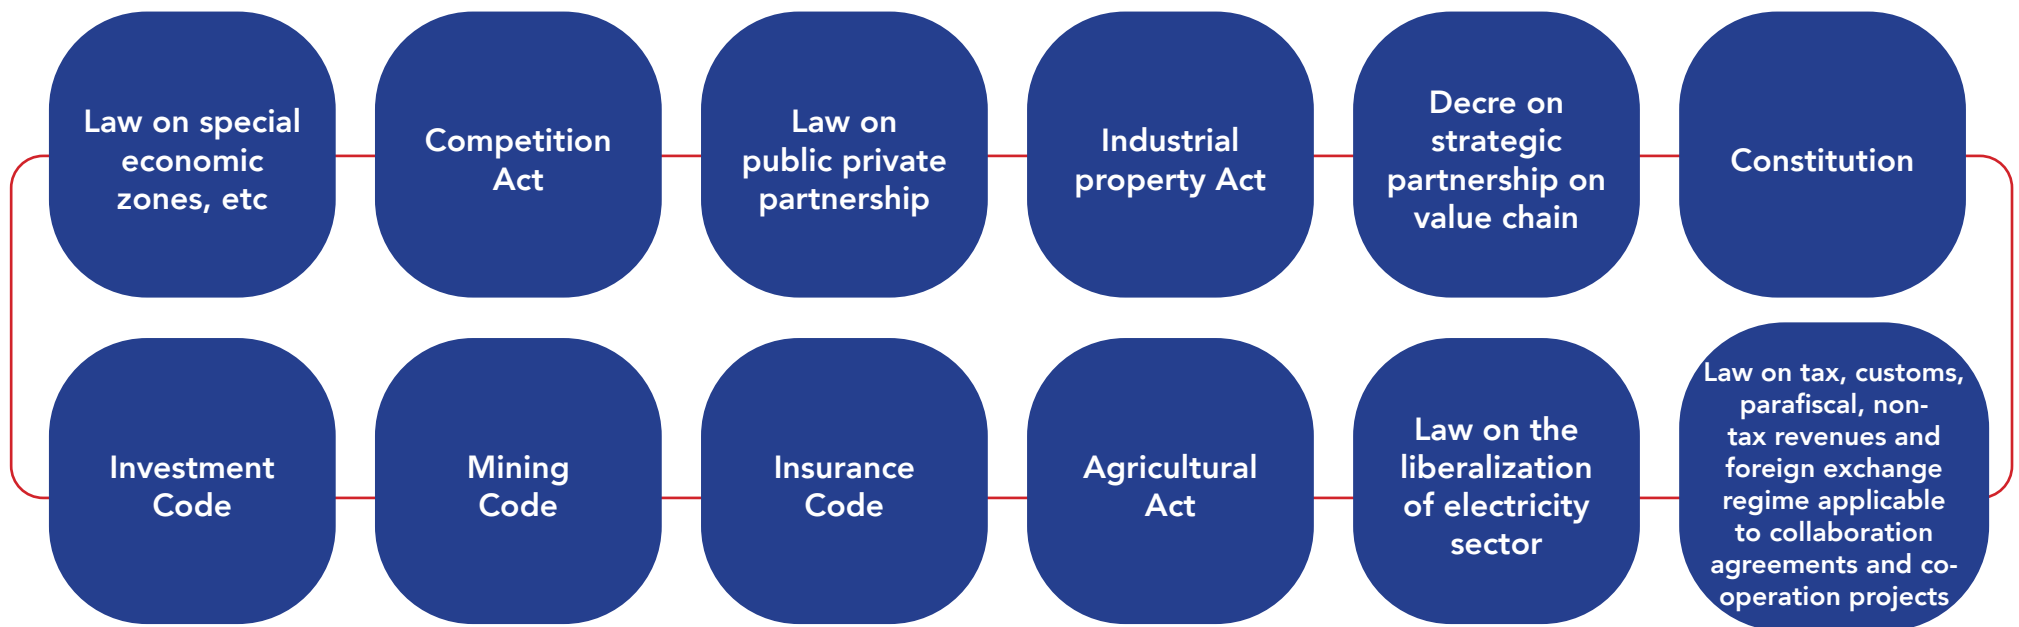 Law on special
economic
zones, etc
Competition
Act
Law on
public private
partnership
Industrial
property Act
Decre on
strategic
partnership on
value chain
Constitution
Investment
Code
Mining
Code
Insurance
Code
Agricultural
Act
Law on the
liberalization
of electricity
sector
Law on tax, customs,
parafiscal, non-
tax revenues and
foreign exchange
regime applicable
to collaboration
agreements and co-
operation projects